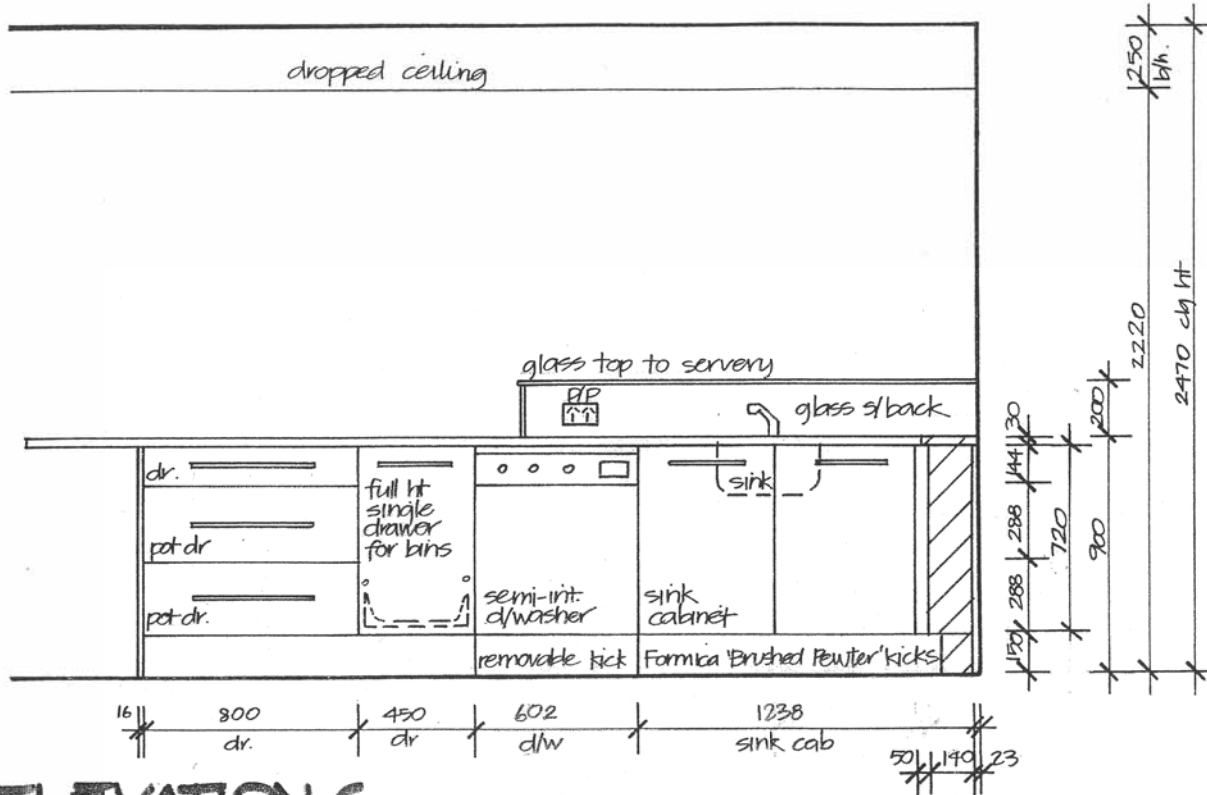 dropped ceiling
250
b/h.
2220
2470 clg ht
glass top to servery
P/P
glass s/back
200
30
dr.
full ht
single
drawer
for bins
sink
144
pot dr
288
720
900
pot dr.
semi-int.
d/washer
sink
cabinet
288
removable kick
Formica 'Brushed Pewter' kicks
150
16
800
450
602
1238
dr.
dr
d/w
sink cab
50
140
23
ELEVATION C